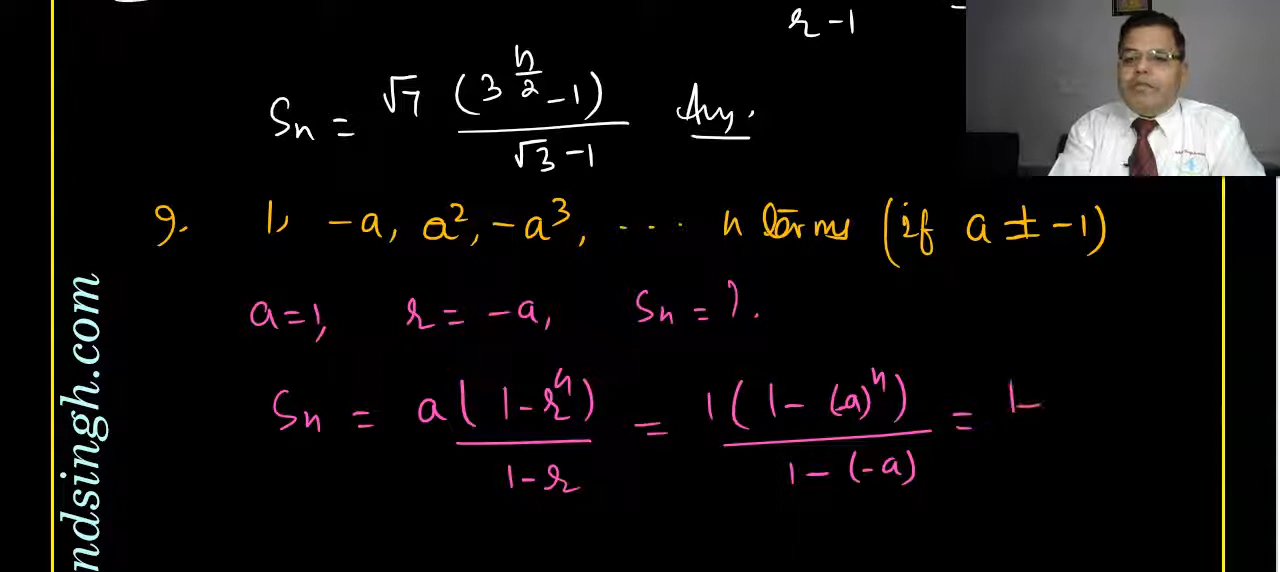 r-1
Sn = √7 (3^(n/2) - 1) / (√3 - 1) Ans.
9. 1, -a, a², -a³, .... n terms (if a ≠ -1)
a=1, r = -a, Sn = ?.
Sn = a(1-r^n) / (1-r) = 1(1-(-a)^n) / (1-(-a)) = 1-
ndsingh.com